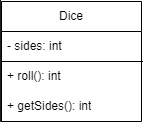 Dice
- sides: int
+ roll(): int
+ getSides(): int